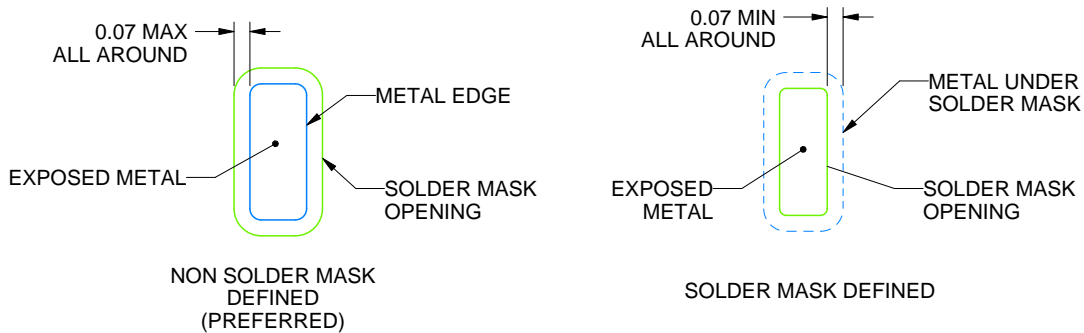 0.07 MAX
ALL AROUND
METAL EDGE
EXPOSED METAL
SOLDER MASK
OPENING
NON SOLDER MASK
DEFINED
(PREFERRED)
0.07 MIN
ALL AROUND
METAL UNDER
SOLDER MASK
EXPOSED
METAL
SOLDER MASK
OPENING
SOLDER MASK DEFINED